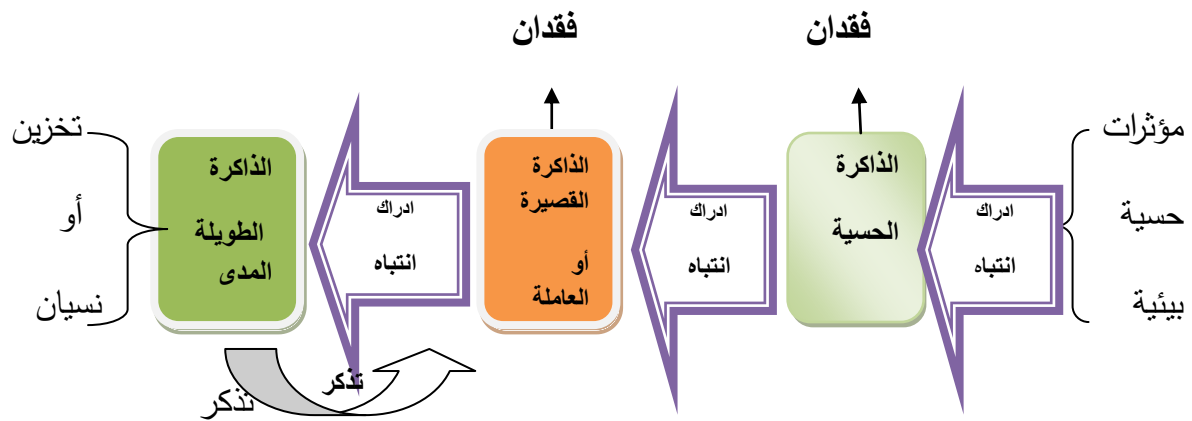 فقدان
فقدان
مؤثرات
حسية
بيئية
ادراك
انتباه
الذاكرة
الحسية
ادراك
انتباه
الذاكرة
القصيرة
أو
العاملة
ادراك
انتباه
الذاكرة
الطويلة
المدى
تخزين
أو
نسيان
تذكر
تذكر